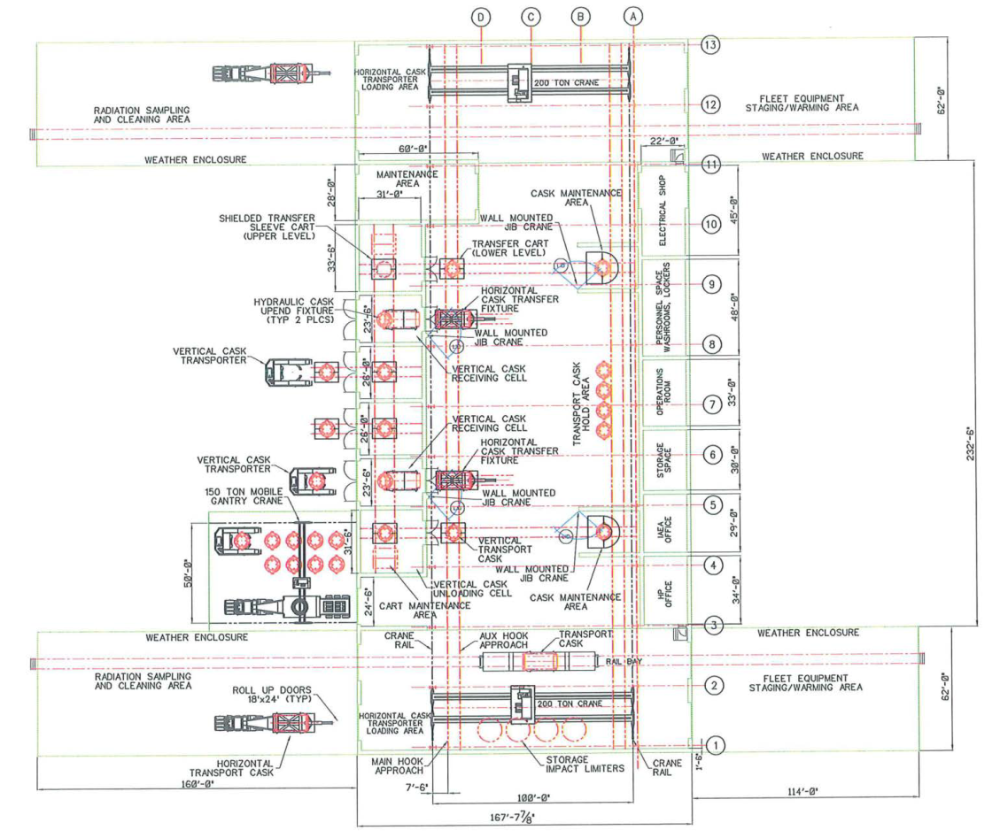 D
C
B
A
13
HORIZONTAL CASK
TRANSPORTER
LOADING AREA
200 TON CRANE
12
RADIATION SAMPLING
AND CLEANING AREA
FLEET EQUIPMENT
STAGING/WARMING AREA
62'-0"
WEATHER ENCLOSURE
60'-0"
22'-0"
WEATHER ENCLOSURE
11
MAINTENANCE
AREA
28'-0"
31'-0"
CASK MAINTENANCE
AREA
ELECTRICAL SHOP
45'-0"
SHIELDED TRANSFER
SLEEVE CART
(UPPER LEVEL)
WALL MOUNTED
JIB CRANE
10
33'-6"
TRANSFER CART
(LOWER LEVEL)
9
HYDRAULIC CASK
UPEND FIXTURE
(TYP 2 PLCS)
23'-6"
HORIZONTAL
CASK TRANSFER
FIXTURE
PERSONNEL SPACE
WASHROOMS, LOCKERS
48'-0"
WALL MOUNTED
JIB CRANE
8
VERTICAL CASK
TRANSPORTER
26'-0"
VERTICAL CASK
RECEIVING CELL
TRANSPORT CASK
HOLD AREA
OPERATIONS
ROOM
33'-0"
7
26'-0"
VERTICAL CASK
RECEIVING CELL
HORIZONTAL
CASK TRANSFER
FIXTURE
STORAGE
SPACE
30'-0"
6
232'-6"
VERTICAL CASK
TRANSPORTER
23'-6"
150 TON MOBILE
GANTRY CRANE
WALL MOUNTED
JIB CRANE
5
IAEA
OFFICE
29'-0"
31'-6"
VERTICAL
TRANSPORT
CASK
50'-0"
WALL MOUNTED
JIB CRANE
4
VERTICAL CASK
UNLOADING CELL
HP
OFFICE
34'-0"
24'-6"
CART MAINTENANCE
AREA
CASK MAINTENANCE
AREA
3
WEATHER ENCLOSURE
CRANE
RAIL
AUX HOOK
APPROACH
TRANSPORT
CASK
WEATHER ENCLOSURE
RAIL BAY
RADIATION SAMPLING
AND CLEANING AREA
2
FLEET EQUIPMENT
STAGING/WARMING AREA
62'-0"
ROLL UP DOORS
18'x24' (TYP)
HORIZONTAL CASK
TRANSPORTER
LOADING AREA
200 TON CRANE
1
HORIZONTAL
TRANSPORT CASK
MAIN HOOK
APPROACH
STORAGE
IMPACT LIMITERS
CRANE
RAIL
1'-6"
160'-0"
7'-6"
100'-0"
114'-0"
167'-7⅞"